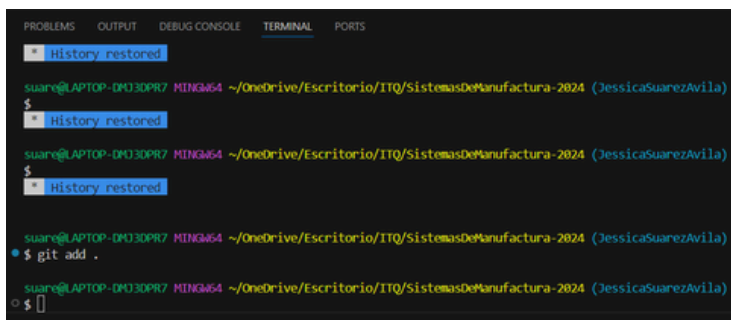 PROBLEMS OUTPUT DEBUG CONSOLE TERMINAL PORTS
* History restored
suare@LAPTOP-DMJ3DPR7 MINGW64 ~/OneDrive/Escritorio/ITQ/SistemasDeManufactura-2024 (JessicaSuarezAvila)
$
* History restored
suare@LAPTOP-DMJ3DPR7 MINGW64 ~/OneDrive/Escritorio/ITQ/SistemasDeManufactura-2024 (JessicaSuarezAvila)
$
* History restored
suare@LAPTOP-DMJ3DPR7 MINGW64 ~/OneDrive/Escritorio/ITQ/SistemasDeManufactura-2024 (JessicaSuarezAvila)
$ git add .
suare@LAPTOP-DMJ3DPR7 MINGW64 ~/OneDrive/Escritorio/ITQ/SistemasDeManufactura-2024 (JessicaSuarezAvila)
$